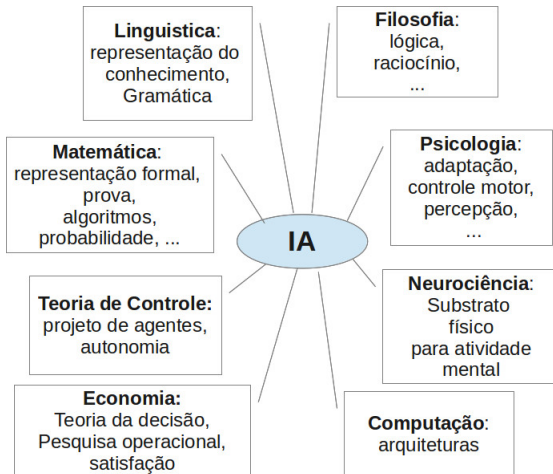 Linguistica:
representação do
conhecimento,
Gramática
Filosofia:
lógica,
raciocínio,
...
Matemática:
representação formal,
prova,
algoritmos,
probabilidade, ...
Psicologia:
adaptação,
controle motor,
percepção,
...
IA
Teoria de Controle:
projeto de agentes,
autonomia
Neurociência:
Substrato
físico
para atividade
mental
Economia:
Teoria da decisão,
Pesquisa operacional,
satisfação
Computação:
arquiteturas